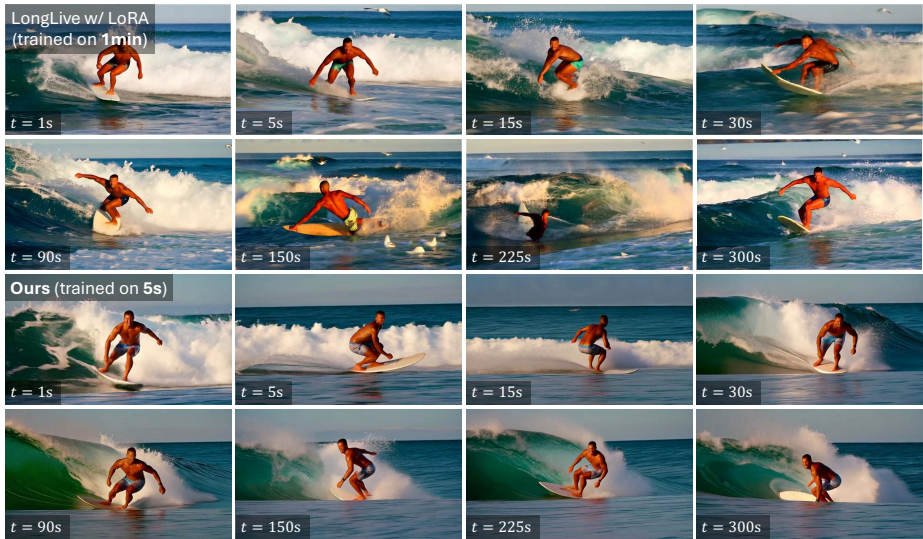 LongLive w/ LoRA
(trained on 1min)
t = 1s
t = 5s
t = 15s
t = 30s
t = 90s
t = 150s
t = 225s
t = 300s
Ours (trained on 5s)
t = 1s
t = 5s
t = 15s
t = 30s
t = 90s
t = 150s
t = 225s
t = 300s